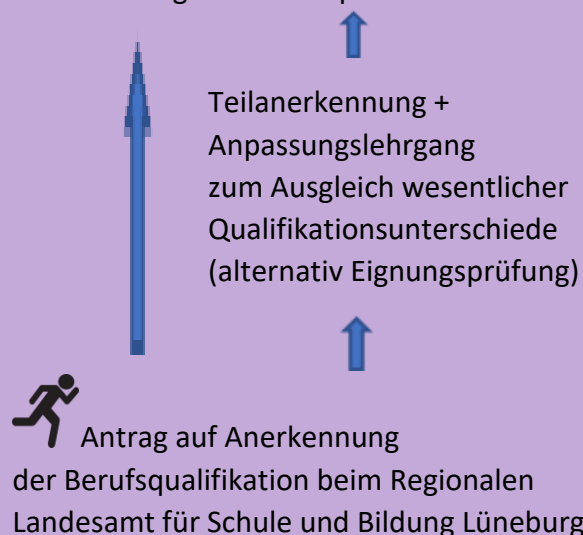 Teilanerkennung +
Anpassungslehrgang
zum Ausgleich wesentlicher
Qualifikationsunterschiede
(alternativ Eignungsprüfung)
Antrag auf Anerkennung
der Berufsqualifikation beim Regionalen
Landesamt für Schule und Bildung Lüneburg